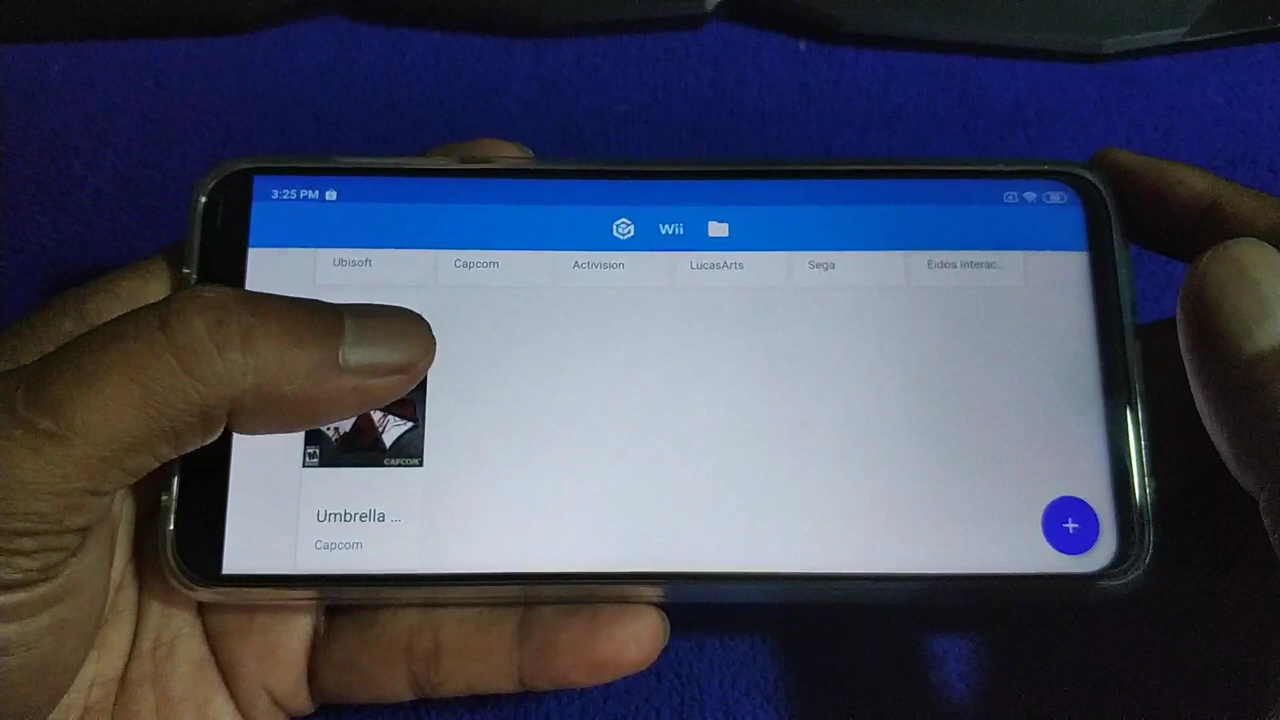 3:25 PM
Wii
Ubisoft Capcom Activision LucasArts Sega Eidos Interac...
M
CAPCOM
Umbrella ...
Capcom